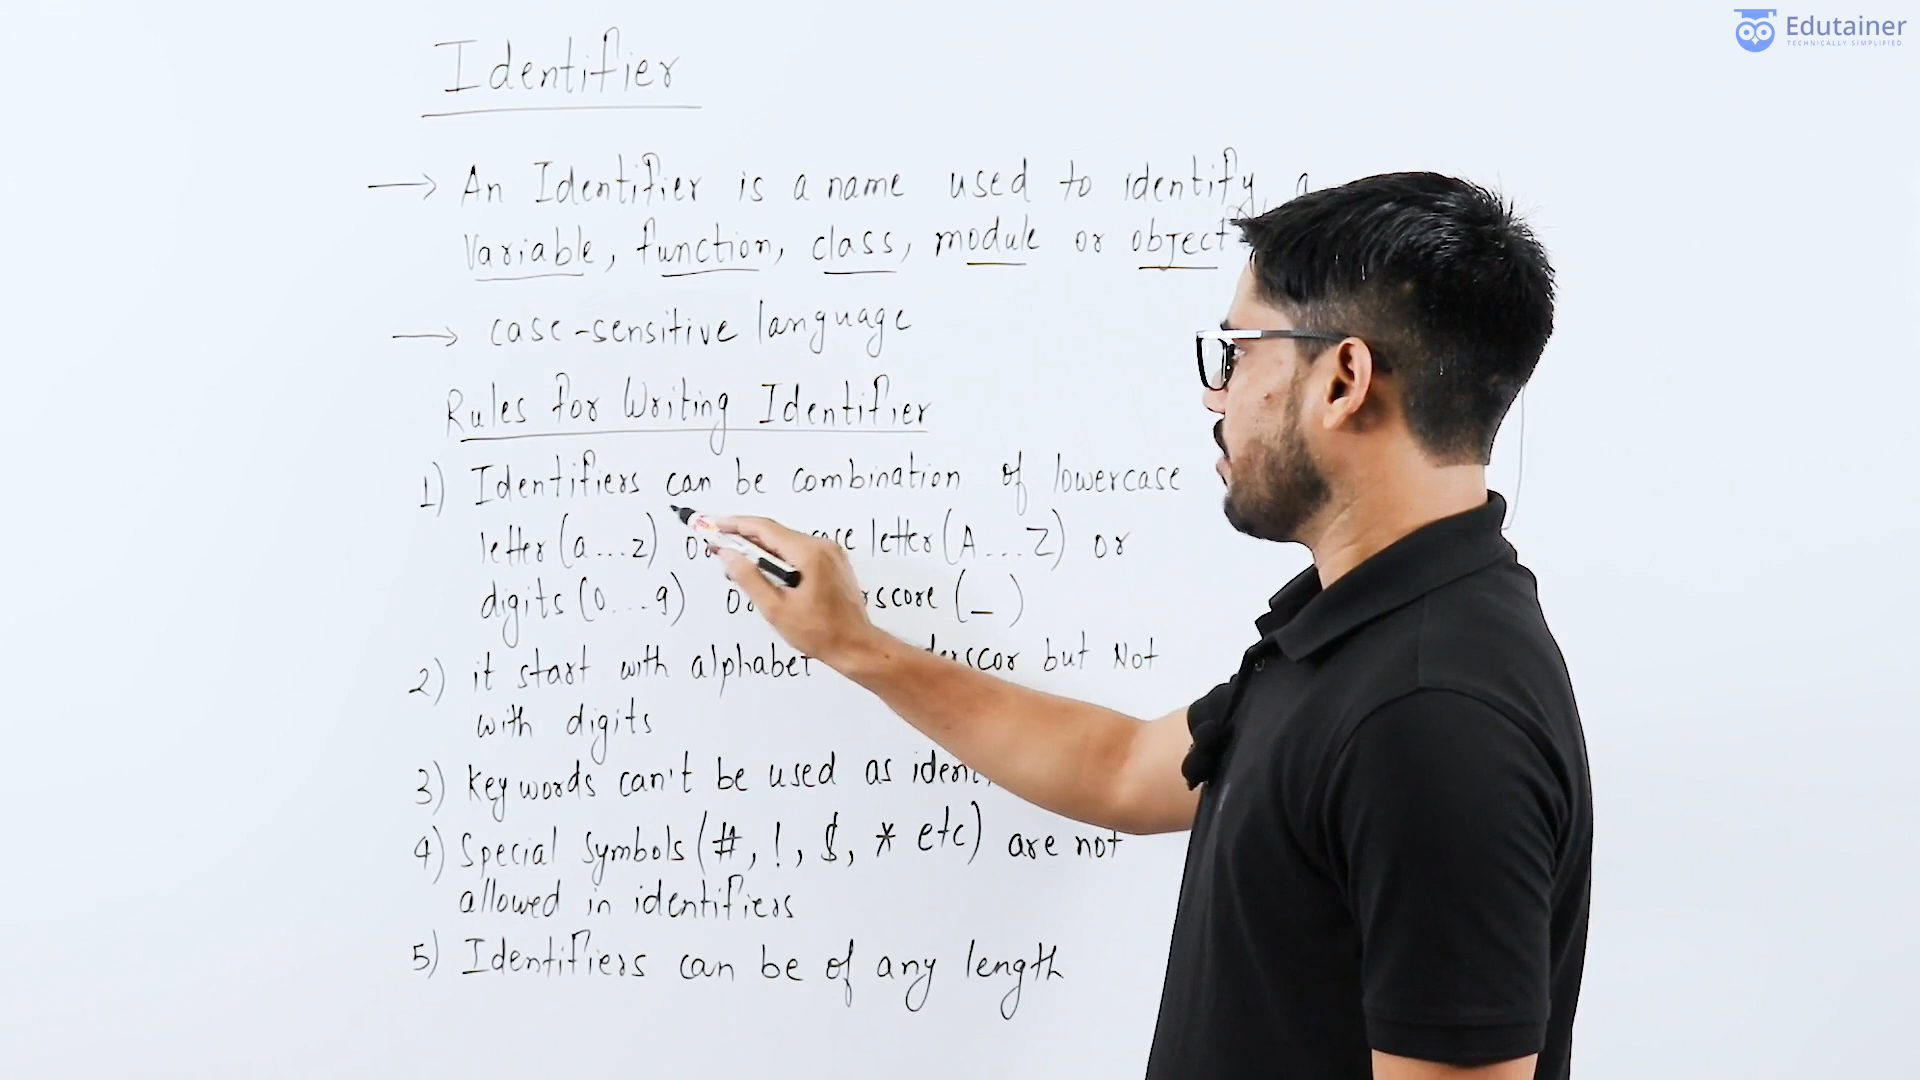 Edutainer
TECHNICALLY SIMPLIFIED
Identifier
→ An Identifier is a name used to identify a
variable, function, class, module or object
→ case-sensitive language
Rules for Writing Identifier
1) Identifiers can be combination of lowercase
letter (a...z) or letter (A...Z) or
digits (0...9) or (_)
2) it start with alphabet but Not
with digits
3) Keywords can't be used as
4) Special Symbols (#, !, $, * etc) are not
allowed in identifiers
5) Identifiers can be of any length